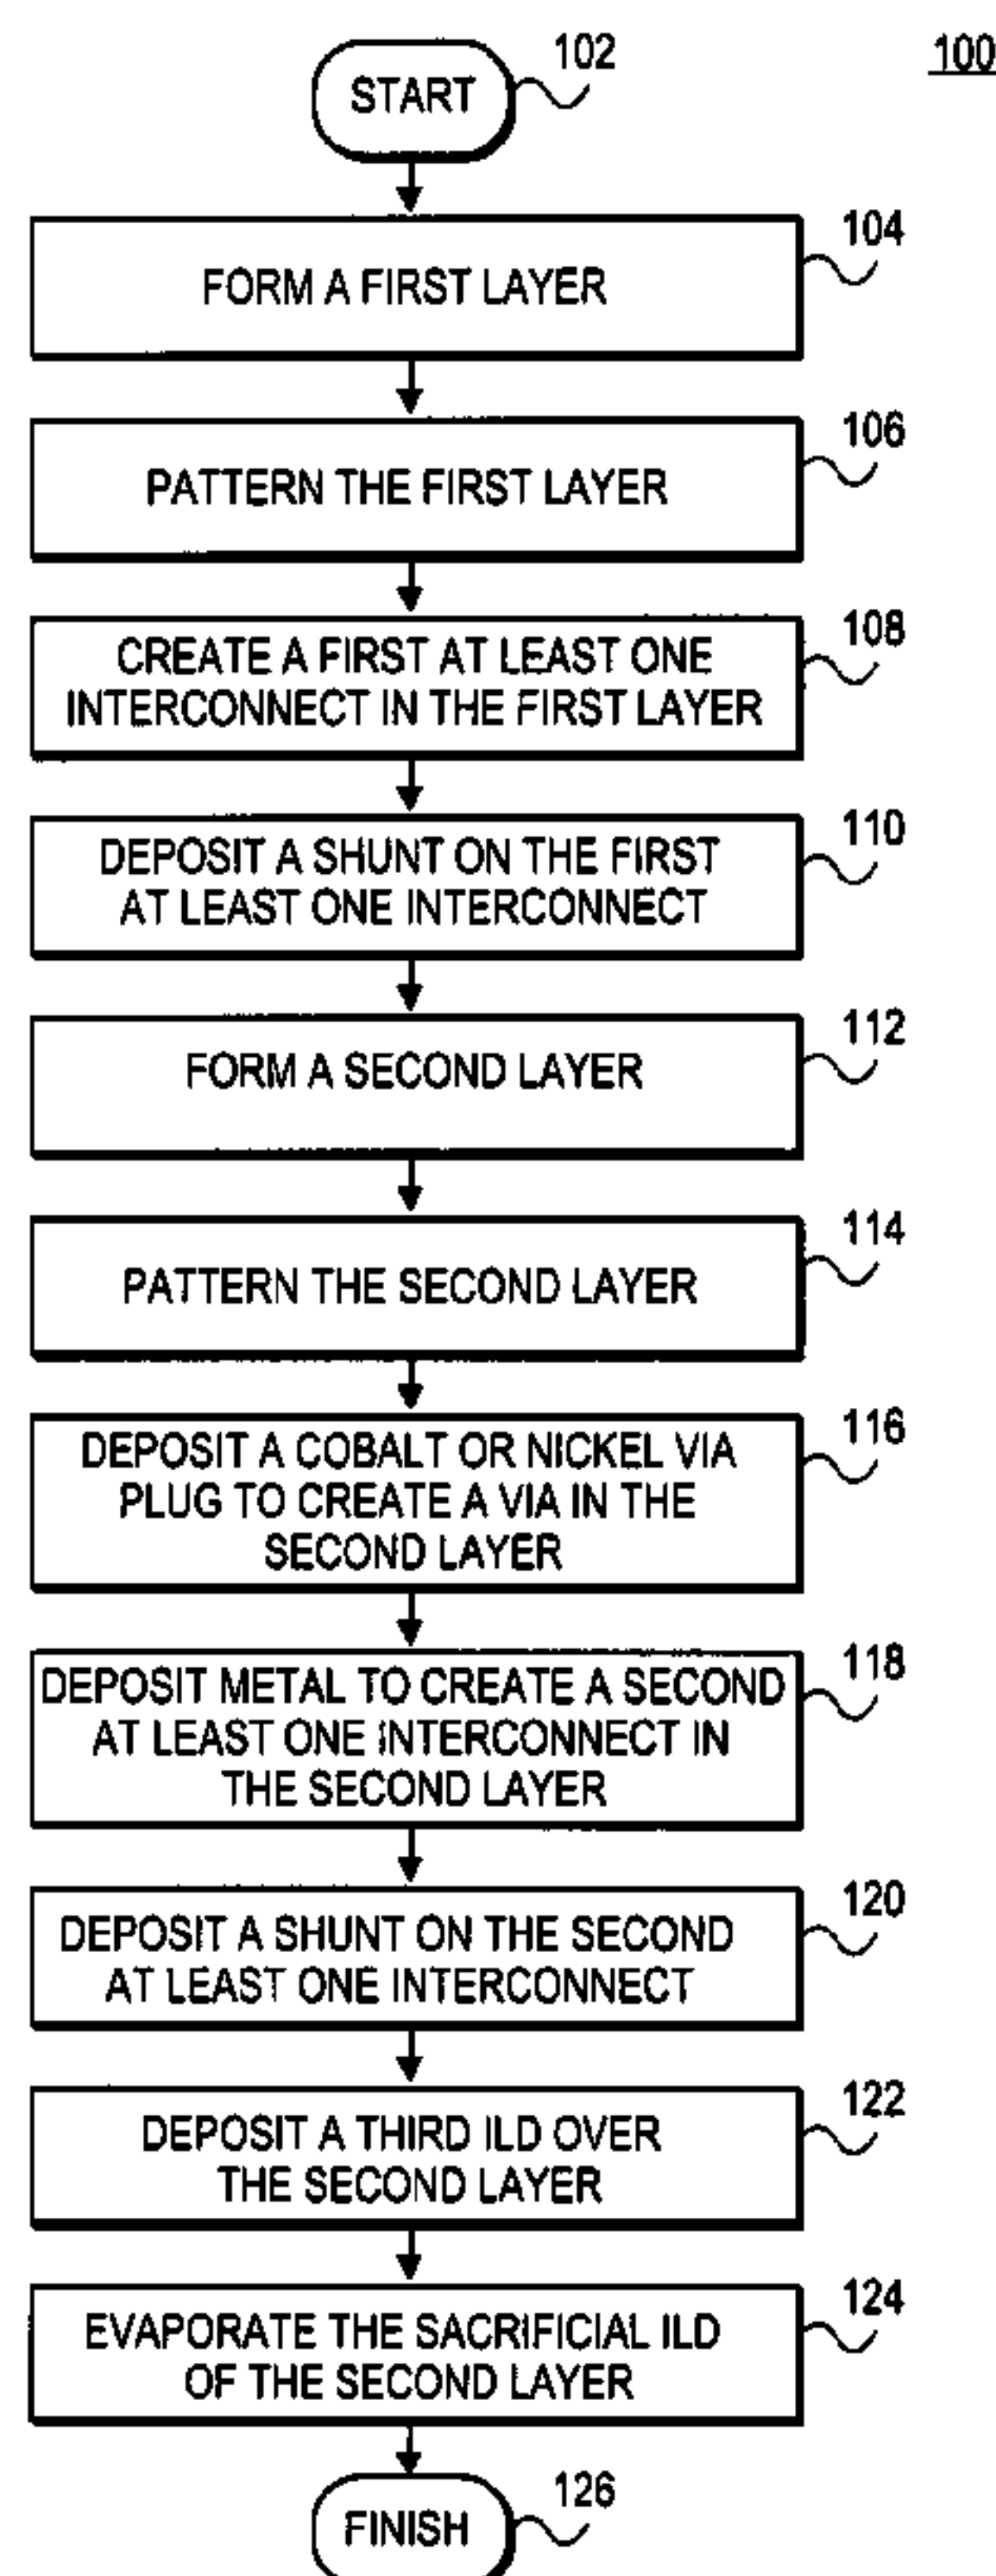 100
START
102
FORM A FIRST LAYER
104
PATTERN THE FIRST LAYER
106
CREATE A FIRST AT LEAST ONE
INTERCONNECT IN THE FIRST LAYER
108
DEPOSIT A SHUNT ON THE FIRST
AT LEAST ONE INTERCONNECT
110
FORM A SECOND LAYER
112
PATTERN THE SECOND LAYER
114
DEPOSIT A COBALT OR NICKEL VIA
PLUG TO CREATE A VIA IN THE
SECOND LAYER
116
DEPOSIT METAL TO CREATE A SECOND
AT LEAST ONE INTERCONNECT IN
THE SECOND LAYER
118
DEPOSIT A SHUNT ON THE SECOND
AT LEAST ONE INTERCONNECT
120
DEPOSIT A THIRD ILD OVER
THE SECOND LAYER
122
EVAPORATE THE SACRIFICIAL ILD
OF THE SECOND LAYER
124
FINISH
126